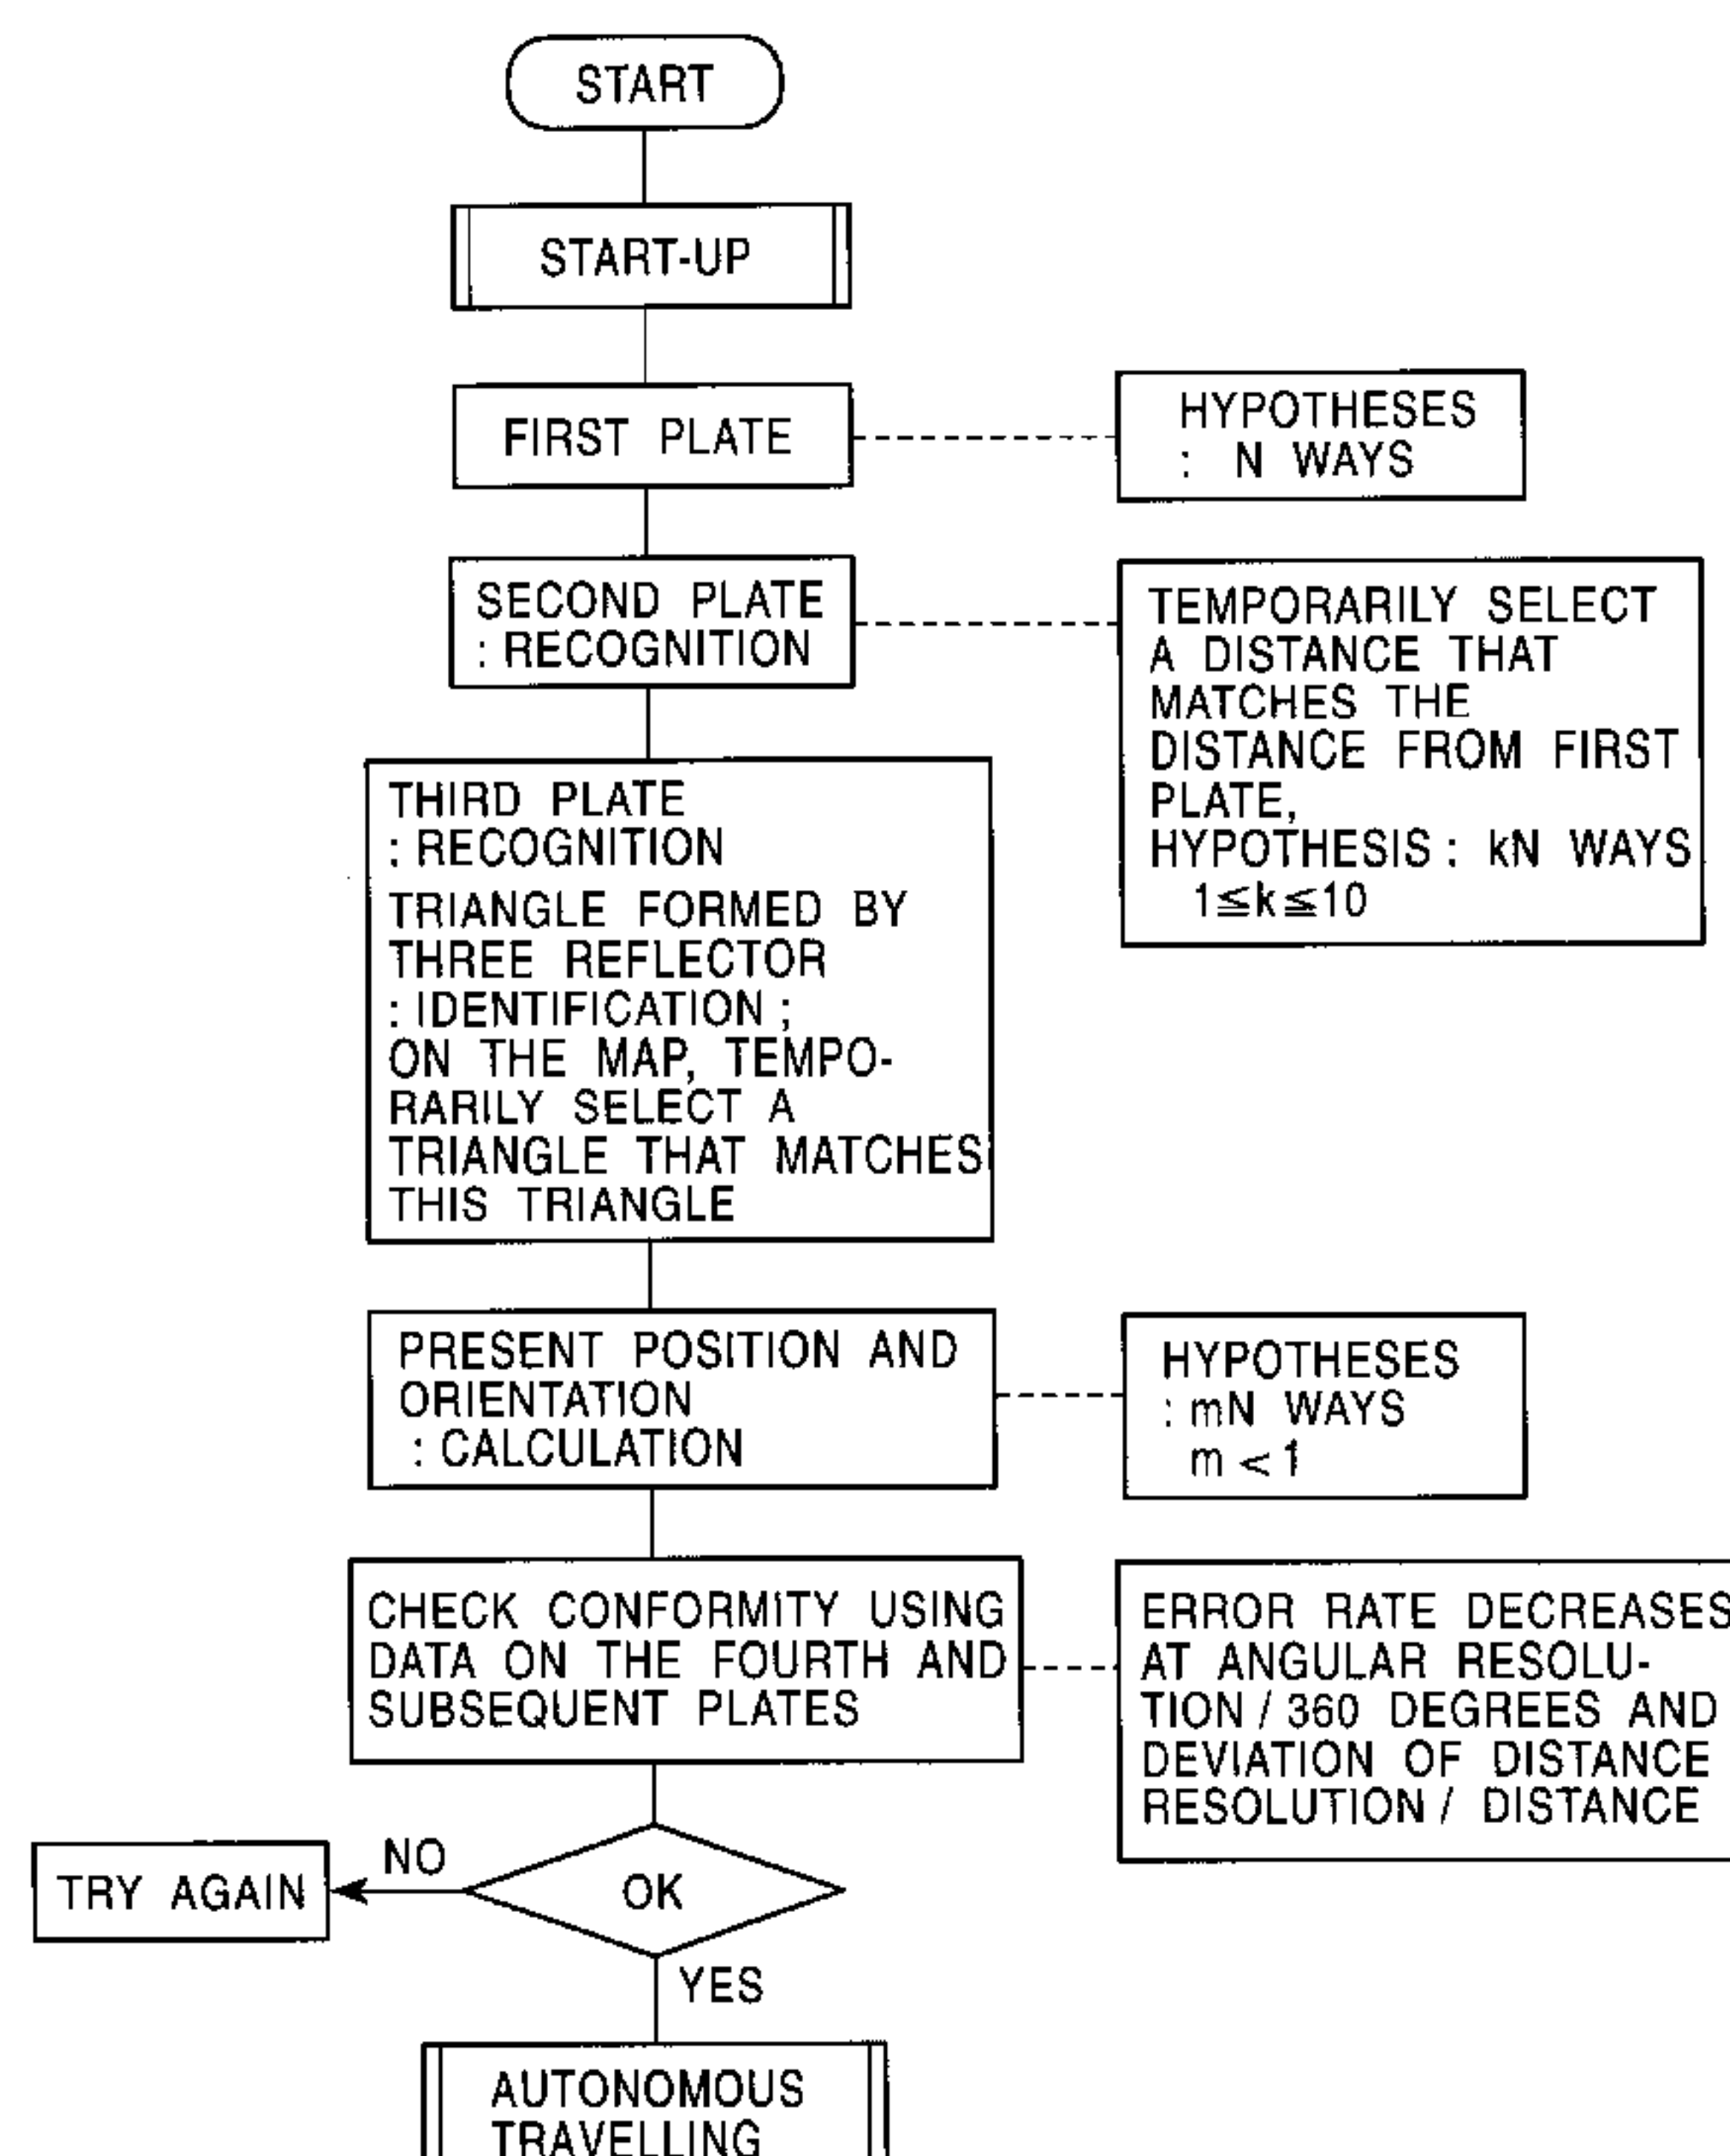 START
START-UP
FIRST PLATE
HYPOTHESES
: N WAYS
SECOND PLATE
: RECOGNITION
TEMPORARILY SELECT
A DISTANCE THAT
MATCHES THE
DISTANCE FROM FIRST
PLATE,
HYPOTHESIS : kN WAYS
1≦k≦10
THIRD PLATE
: RECOGNITION
TRIANGLE FORMED BY
THREE REFLECTOR
: IDENTIFICATION ;
ON THE MAP, TEMPO-
RARILY SELECT A
TRIANGLE THAT MATCHES
THIS TRIANGLE
PRESENT POSITION AND
ORIENTATION
: CALCULATION
HYPOTHESES
: mN WAYS
m < 1
CHECK CONFORMITY USING
DATA ON THE FOURTH AND
SUBSEQUENT PLATES
ERROR RATE DECREASES
AT ANGULAR RESOLU-
TION / 360 DEGREES AND
DEVIATION OF DISTANCE
RESOLUTION / DISTANCE
NO
TRY AGAIN
OK
YES
AUTONOMOUS
TRAVELLING